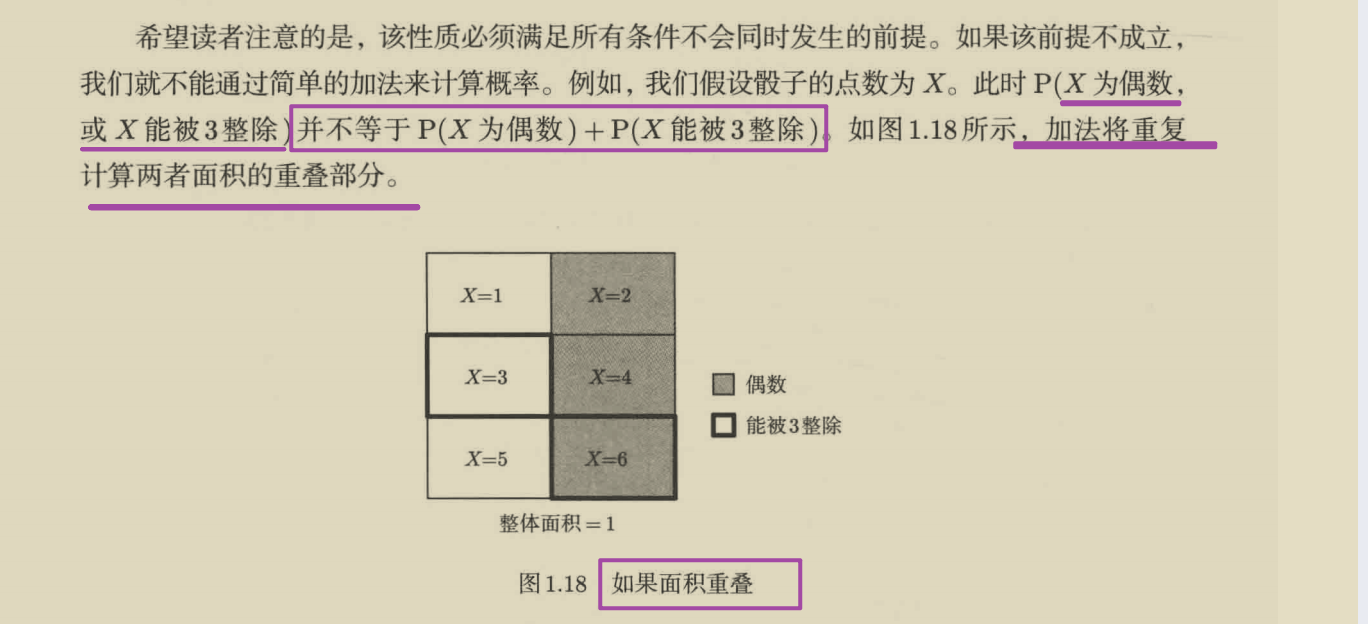 希望读者注意的是，该性质必须满足所有条件不会同时发生的前提。如果该前提不成立，
我们就不能通过简单的加法来计算概率。例如，我们假设骰子的点数为 X。此时 P(X 为偶数，
或 X 能被3整除)并不等于 P(X 为偶数)+P(X 能被3整除)。如图1.18所示，加法将重复
计算两者面积的重叠部分。
X=1
X=2
X=3
X=4
偶数
能被3整除
X=5
X=6
整体面积=1
图1.18 如果面积重叠